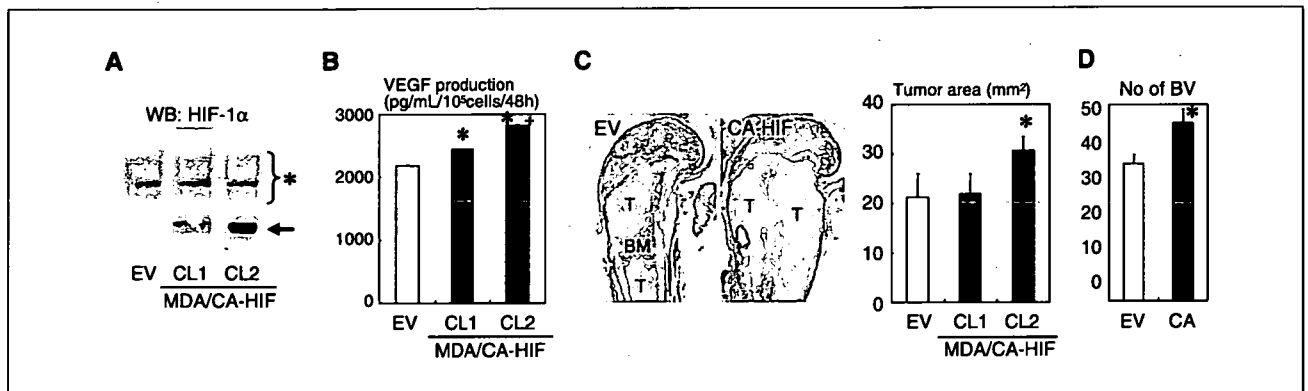 A
WB: HIF-1α
*
EV CL1 CL2
MDA/CA-HIF
B
VEGF production
(pg/mL/10⁵cells/48h)
3000
2000
1000
0
* * +
EV CL1 CL2
MDA/CA-HIF
C
EV
T
BM
T
CA-HIF
T T
Tumor area (mm²)
40
30
20
10
0
*
EV CL1 CL2
MDA/CA-HIF
D
No of BV
50
40
30
20
10
0
*
EV CA